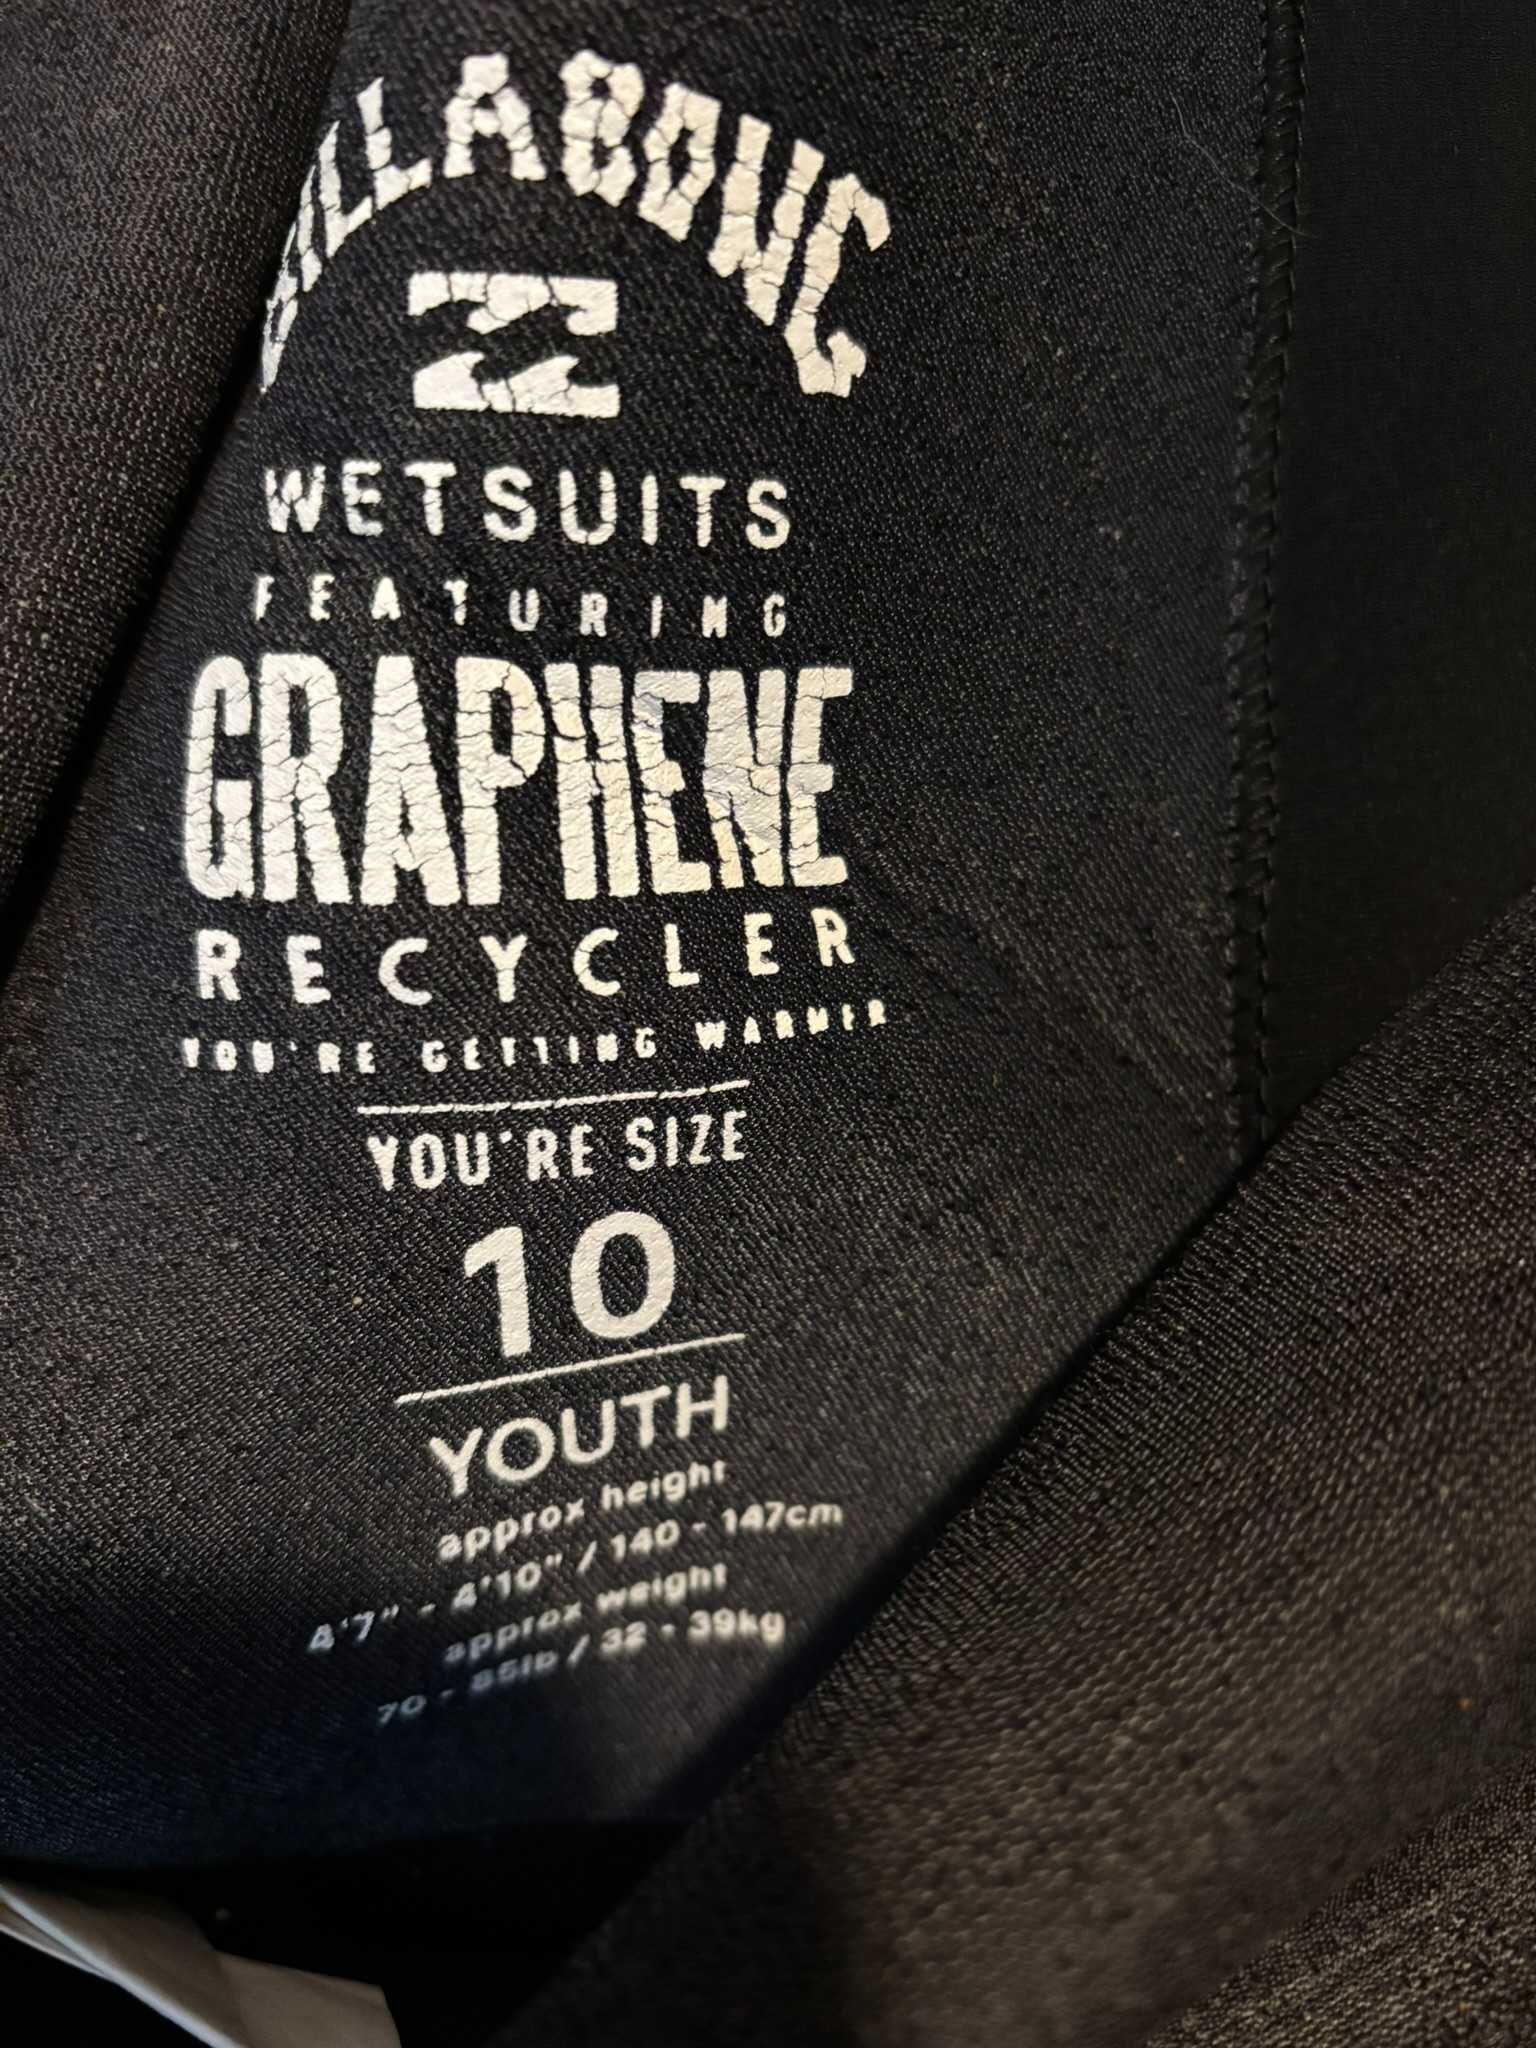 BILLABONG
WETSUITS
FEATURING
GRAPHENE
RECYCLER
YOU'RE GETTING WARMER
YOU'RE SIZE
10
YOUTH
approx height
4'7" - 4'10" / 140 - 147cm
approx weight
70 - 85lb / 32 - 39kg